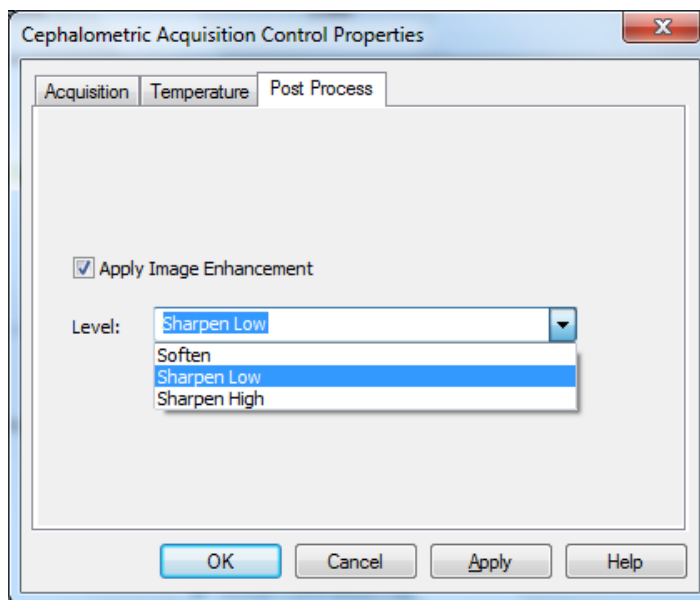 Cephalometric Acquisition Control Properties
Acquisition Temperature Post Process
Apply Image Enhancement
Level: Sharpen Low
Soften
Sharpen Low
Sharpen High
OK Cancel Apply Help